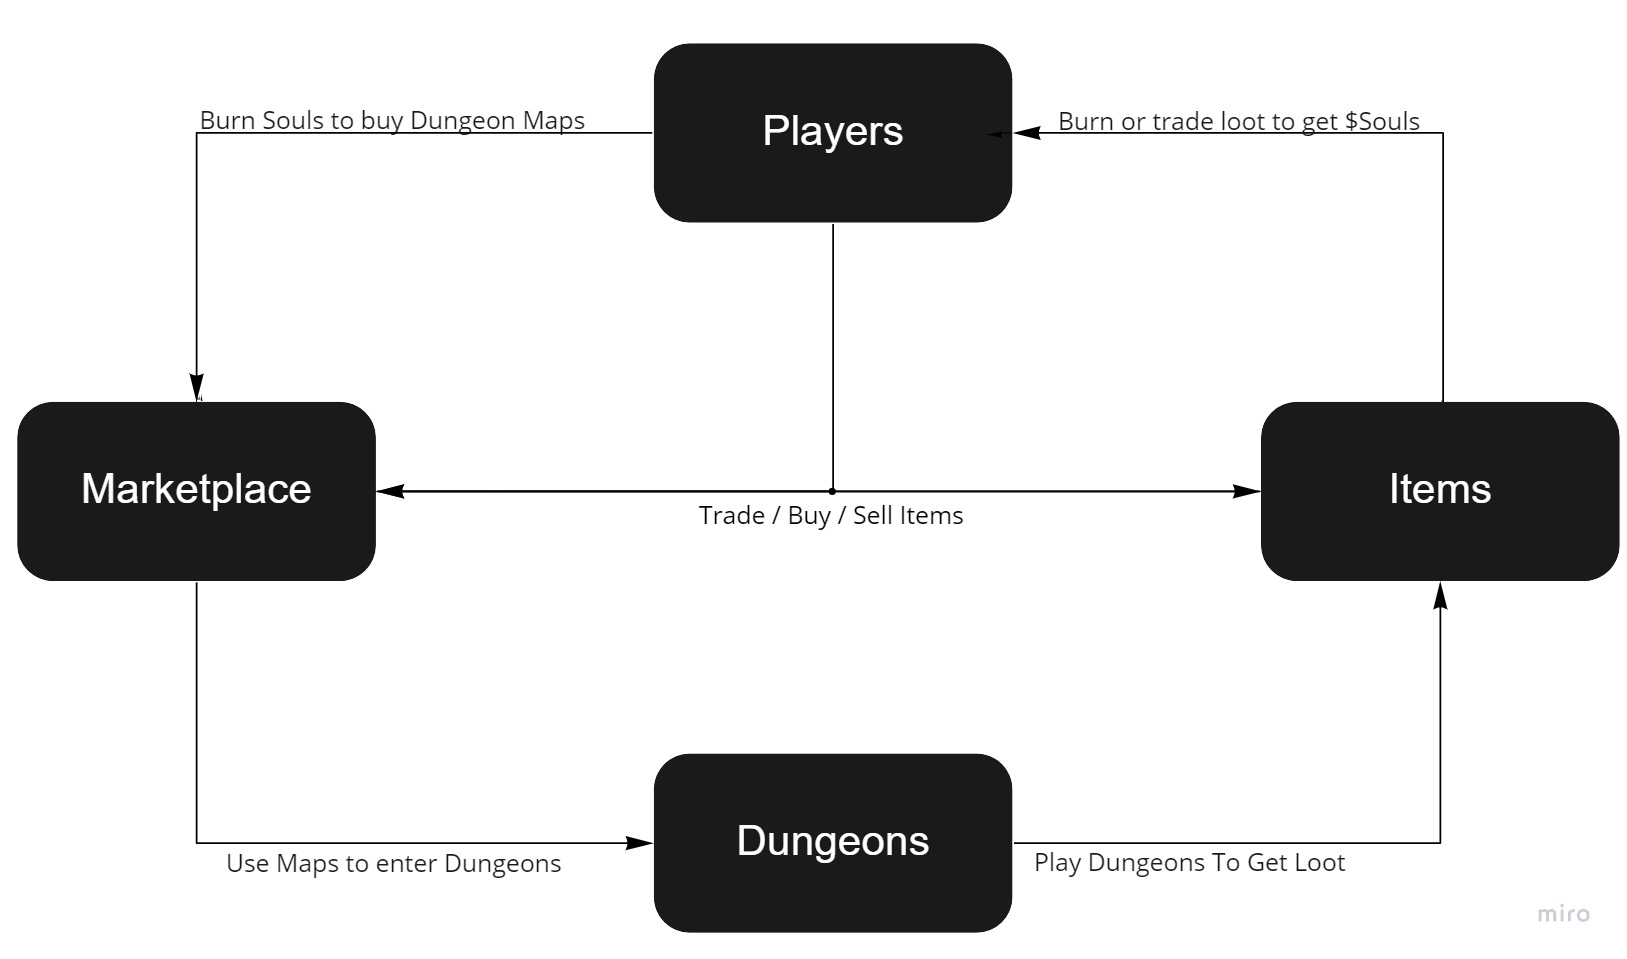 Players
Burn Souls to buy Dungeon Maps
Burn or trade loot to get $Souls
Marketplace
Items
Trade / Buy / Sell Items
Dungeons
Use Maps to enter Dungeons
Play Dungeons To Get Loot
miro